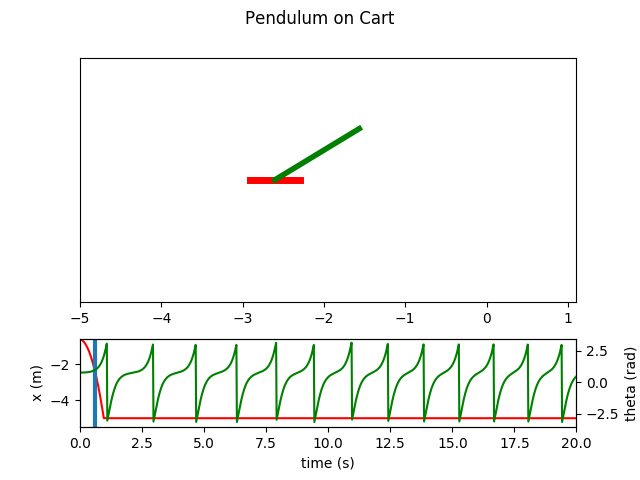 Pendulum on Cart
−5 −4 −3 −2 −1 0 1
x (m)
−2
−4
2.5
0.0
−2.5
theta (rad)
0.0 2.5 5.0 7.5 10.0 12.5 15.0 17.5 20.0
time (s)